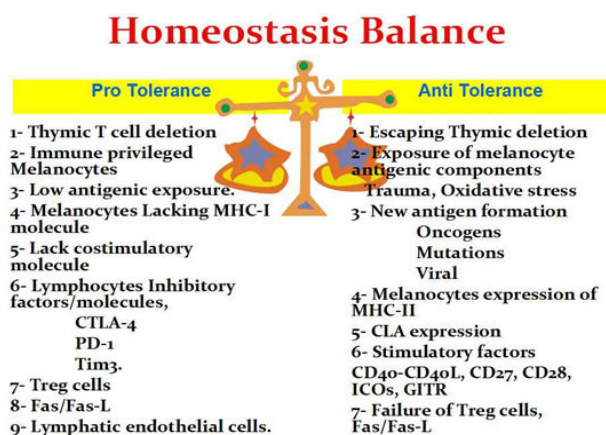 Homeostasis Balance
Pro Tolerance
1- Thymic T cell deletion
2- Immune privileged
Melanocytes
3- Low antigenic exposure.
4- Melanocytes Lacking MHC-I
molecule
5- Lack costimulatory
molecule
6- Lymphocytes Inhibitory
factors/molecules,
CTLA-4
PD-1
Tim3.
7- Treg cells
8- Fas/Fas-L
9- Lymphatic endothelial cells.
Anti Tolerance
1- Escaping Thymic deletion
2- Exposure of melanocyte
antigenic components
Trauma, Oxidative stress
3- New antigen formation
Oncogens
Mutations
Viral
4- Melanocytes expression of
MHC-II
5- CLA expression
6- Stimulatory factors
CD40-CD40L, CD27, CD28,
ICOs, GITR
7- Failure of Treg cells,
Fas/Fas-L